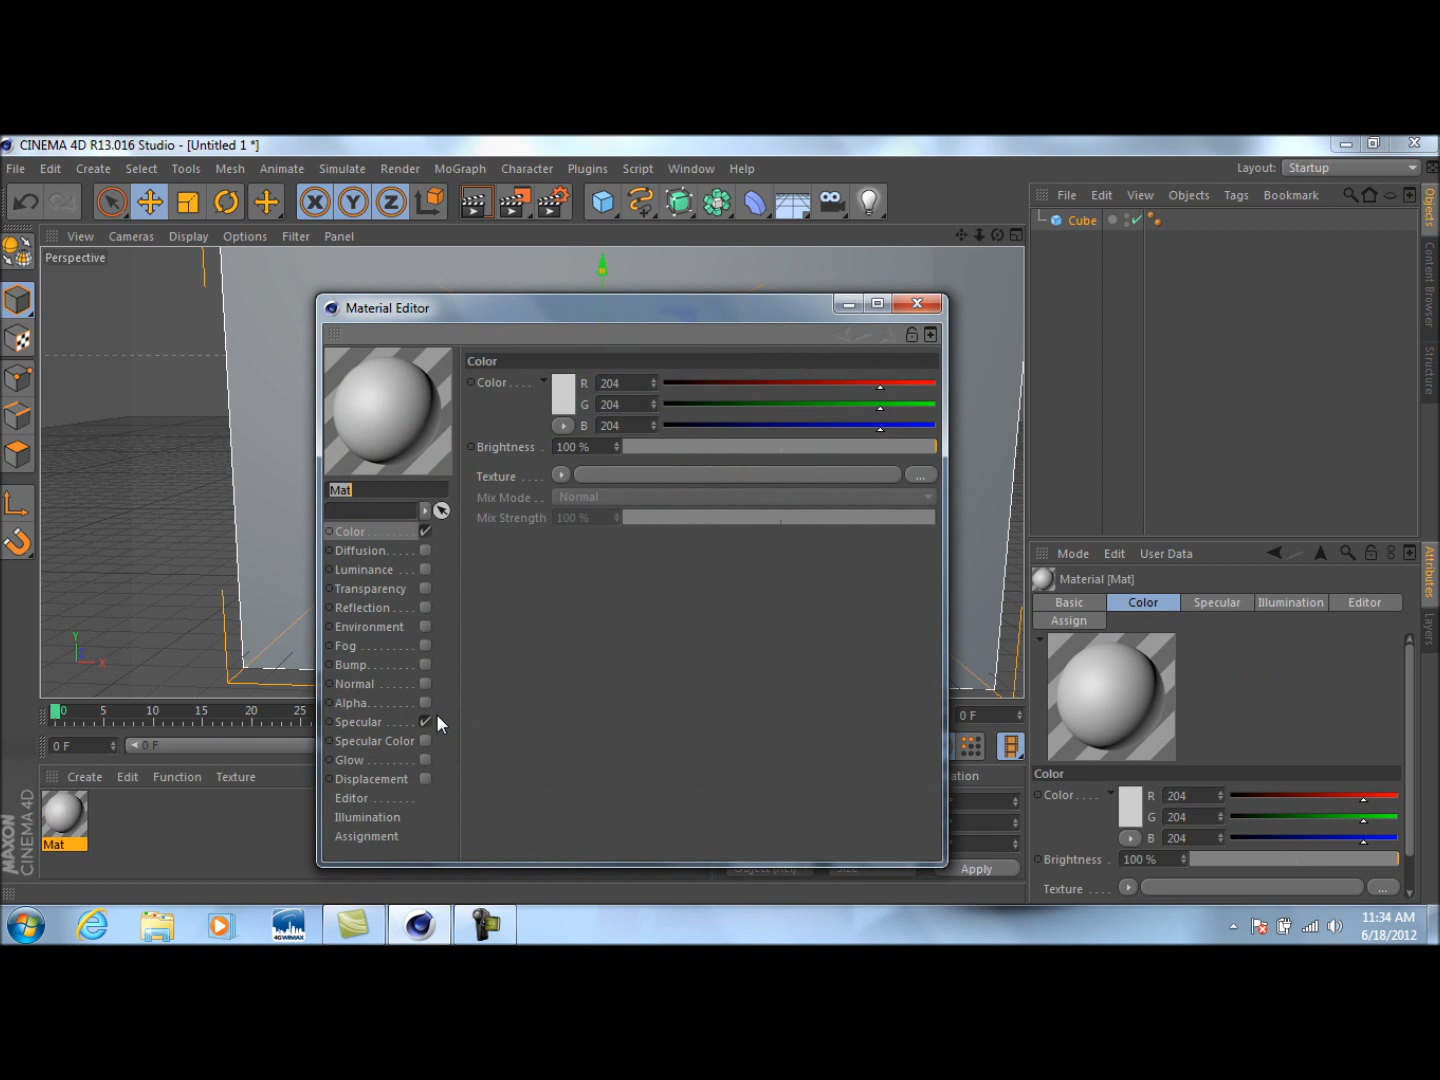 CINEMA 4D R13.016 Studio - [Untitled 1 *]
File Edit Create Select Tools Mesh Animate Simulate Render MoGraph Character Plugins Script Window Help
Layout: Startup
File Edit View Objects Tags Bookmark
Cube
Objects
Content Browser
Structure
View Cameras Display Options Filter Panel
Perspective
Y
X
Material Editor
Color
Color . . . .
R 204
G 204
B 204
Brightness . 100 %
Texture . . . . ...
Mix Mode . . Normal
Mix Strength 100 %
Mat
Color . . . . . . . .
Diffusion. . . . .
Luminance . . .
Transparency
Reflection . . . .
Environment
Fog . . . . . . . .
Bump. . . . . . . .
Normal . . . . . .
Alpha. . . . . . . .
Specular . . . . .
Specular Color
Glow . . . . . . . .
Displacement
Editor . . . . . . .
Illumination
Assignment
0 5 10 15 20 25
0 F
0 F
0 F
Create Edit Function Texture
Mat
MAXON
CINEMA 4D
ation
Apply
Mode Edit User Data
Material [Mat]
Basic Color Specular Illumination Editor
Assign
Attributes
Layers
Color
Color . . . .
R 204
G 204
B 204
Brightness . 100 %
Texture . . . . ...
11:34 AM
6/18/2012